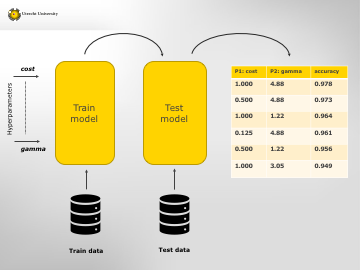 Utrecht University
cost
Hyperparameters
gamma
Train
model
Test
model
Train data
Test data
P1: cost P2: gamma accuracy
1.000 4.88 0.978
0.500 4.88 0.973
1.000 1.22 0.964
0.125 4.88 0.961
0.500 1.22 0.956
1.000 3.05 0.949